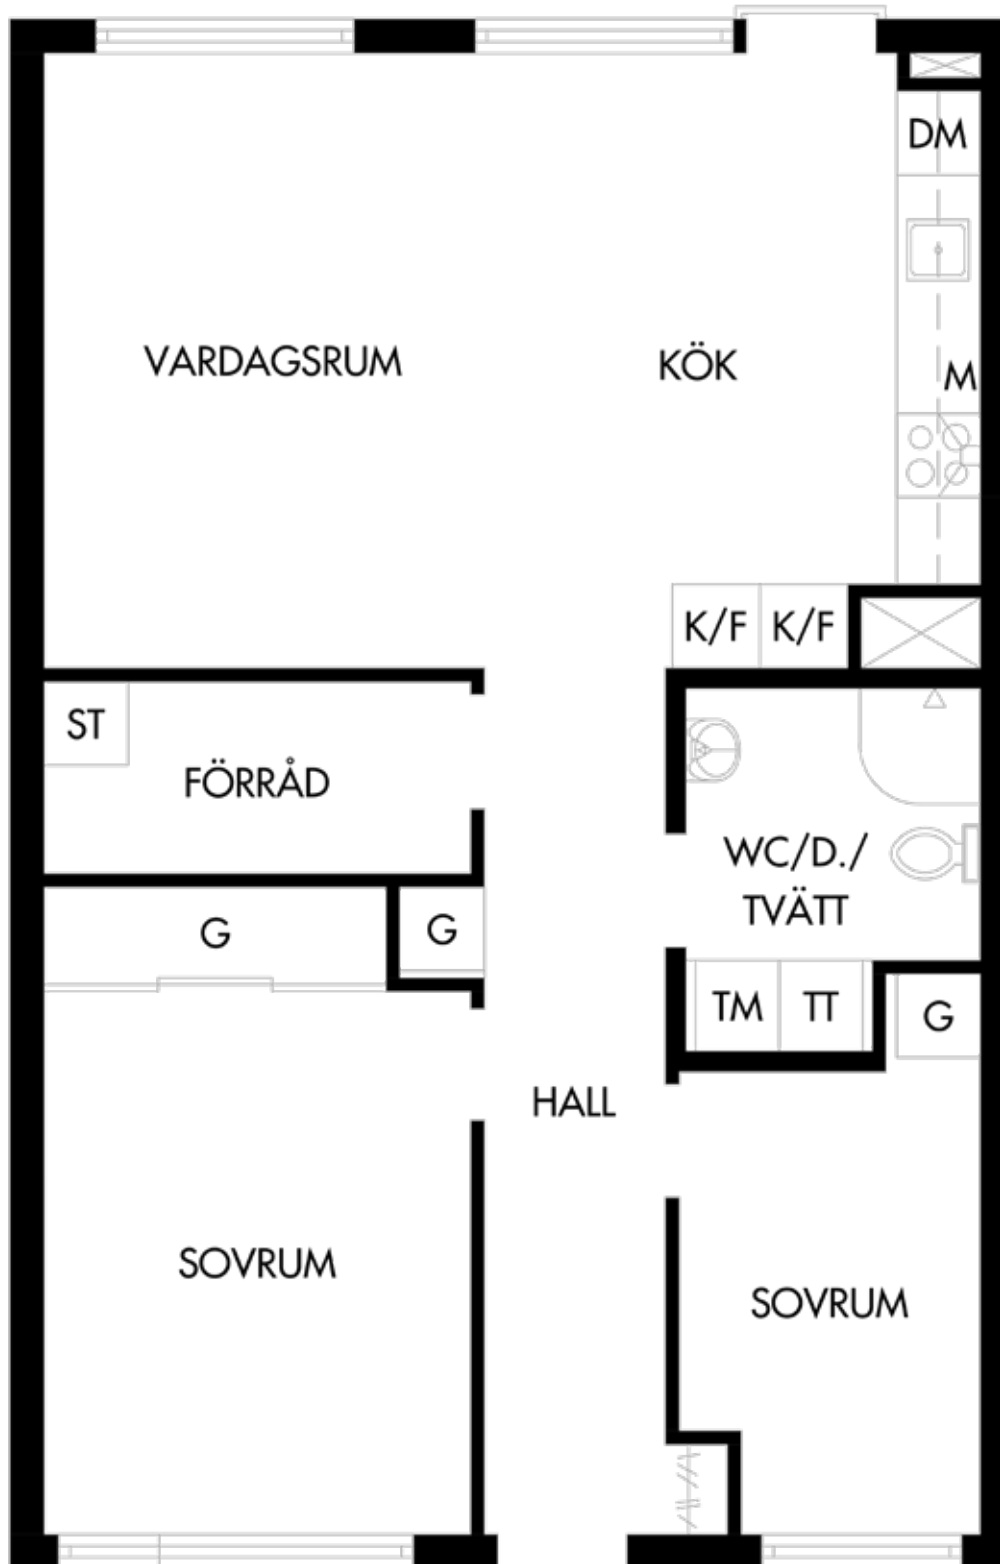 DM
VARDAGSRUM
KÖK
M
K/F
K/F
ST
FÖRRÅD
WC/D./
TVÄTT
G
G
TM
TT
G
HALL
SOVRUM
SOVRUM